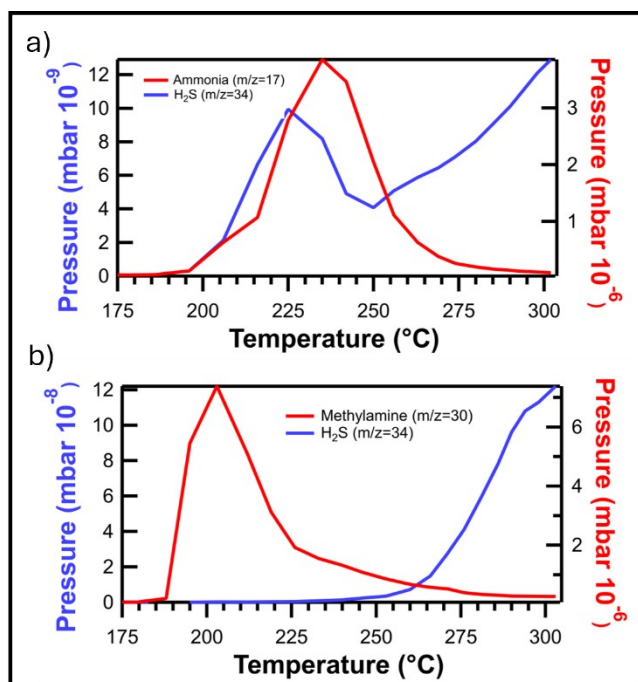 a)
Ammonia (m/z=17)
H₂S (m/z=34)
Pressure (mbar 10⁻⁹)
12
10
8
6
4
2
0
3
2
1
Pressure (mbar 10⁻⁶)
175 200 225 250 275 300
Temperature (°C)
b)
Methylamine (m/z=30)
H₂S (m/z=34)
Pressure (mbar 10⁻⁸)
12
10
8
6
4
2
0
6
4
2
Pressure (mbar 10⁻⁶)
175 200 225 250 275 300
Temperature (°C)